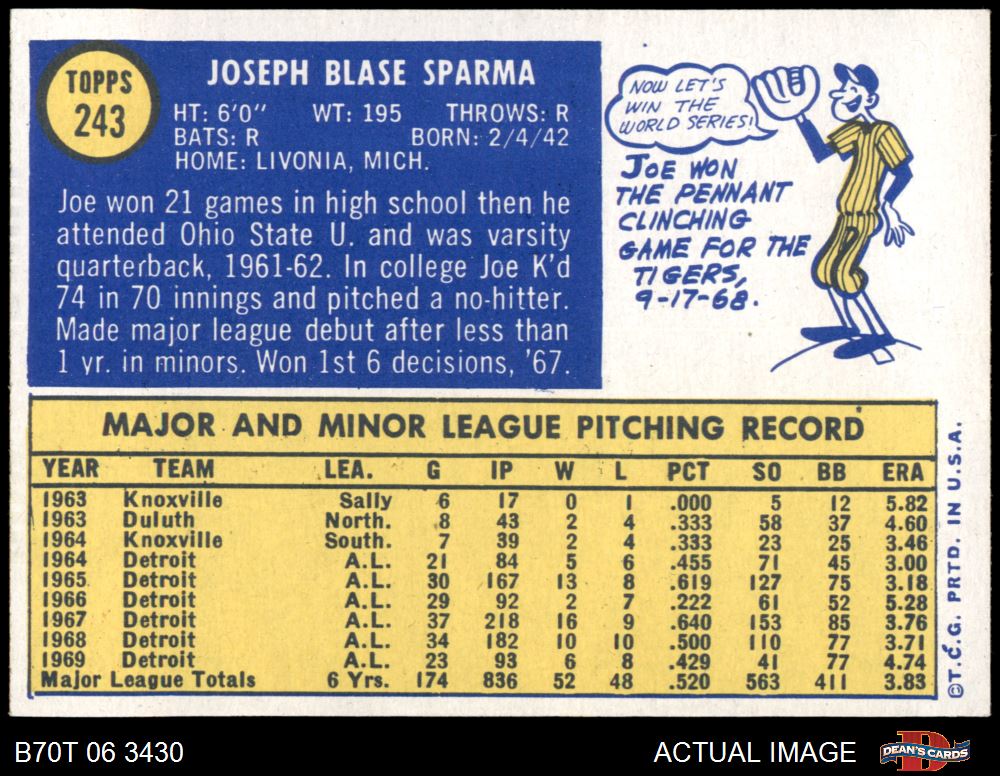 TOPPS
243
JOSEPH BLASE SPARMA
HT: 6'0" WT: 195 THROWS: R
BATS: R BORN: 2/4/42
HOME: LIVONIA, MICH.
Joe won 21 games in high school then he
attended Ohio State U. and was varsity
quarterback, 1961-62. In college Joe K'd
74 in 70 innings and pitched a no-hitter.
Made major league debut after less than
1 yr. in minors. Won 1st 6 decisions, '67.
NOW LET'S
WIN THE
WORLD SERIES!
JOE WON
THE PENNANT
CLINCHING
GAME FOR THE
TIGERS,
9-17-68.
MAJOR AND MINOR LEAGUE PITCHING RECORD
YEAR TEAM LEA. G IP W L PCT SO BB ERA
1963 Knoxville Sally 6 17 0 1 .000 5 12 5.82
1963 Duluth North. 8 43 2 4 .333 58 37 4.60
1964 Knoxville South. 7 39 2 4 .333 23 25 3.46
1964 Detroit A.L. 21 84 5 6 .455 71 45 3.00
1965 Detroit A.L. 30 167 13 8 .619 127 75 3.18
1966 Detroit A.L. 29 92 2 7 .222 61 52 5.28
1967 Detroit A.L. 37 218 16 9 .640 153 85 3.76
1968 Detroit A.L. 34 182 10 10 .500 110 77 3.71
1969 Detroit A.L. 23 93 6 8 .429 41 77 4.74
Major League Totals 6 Yrs. 174 836 52 48 .520 563 411 3.83
©T.C.G. PRTD. IN U.S.A.
B70T 06 3430
ACTUAL IMAGE
DEAN'S CARDS